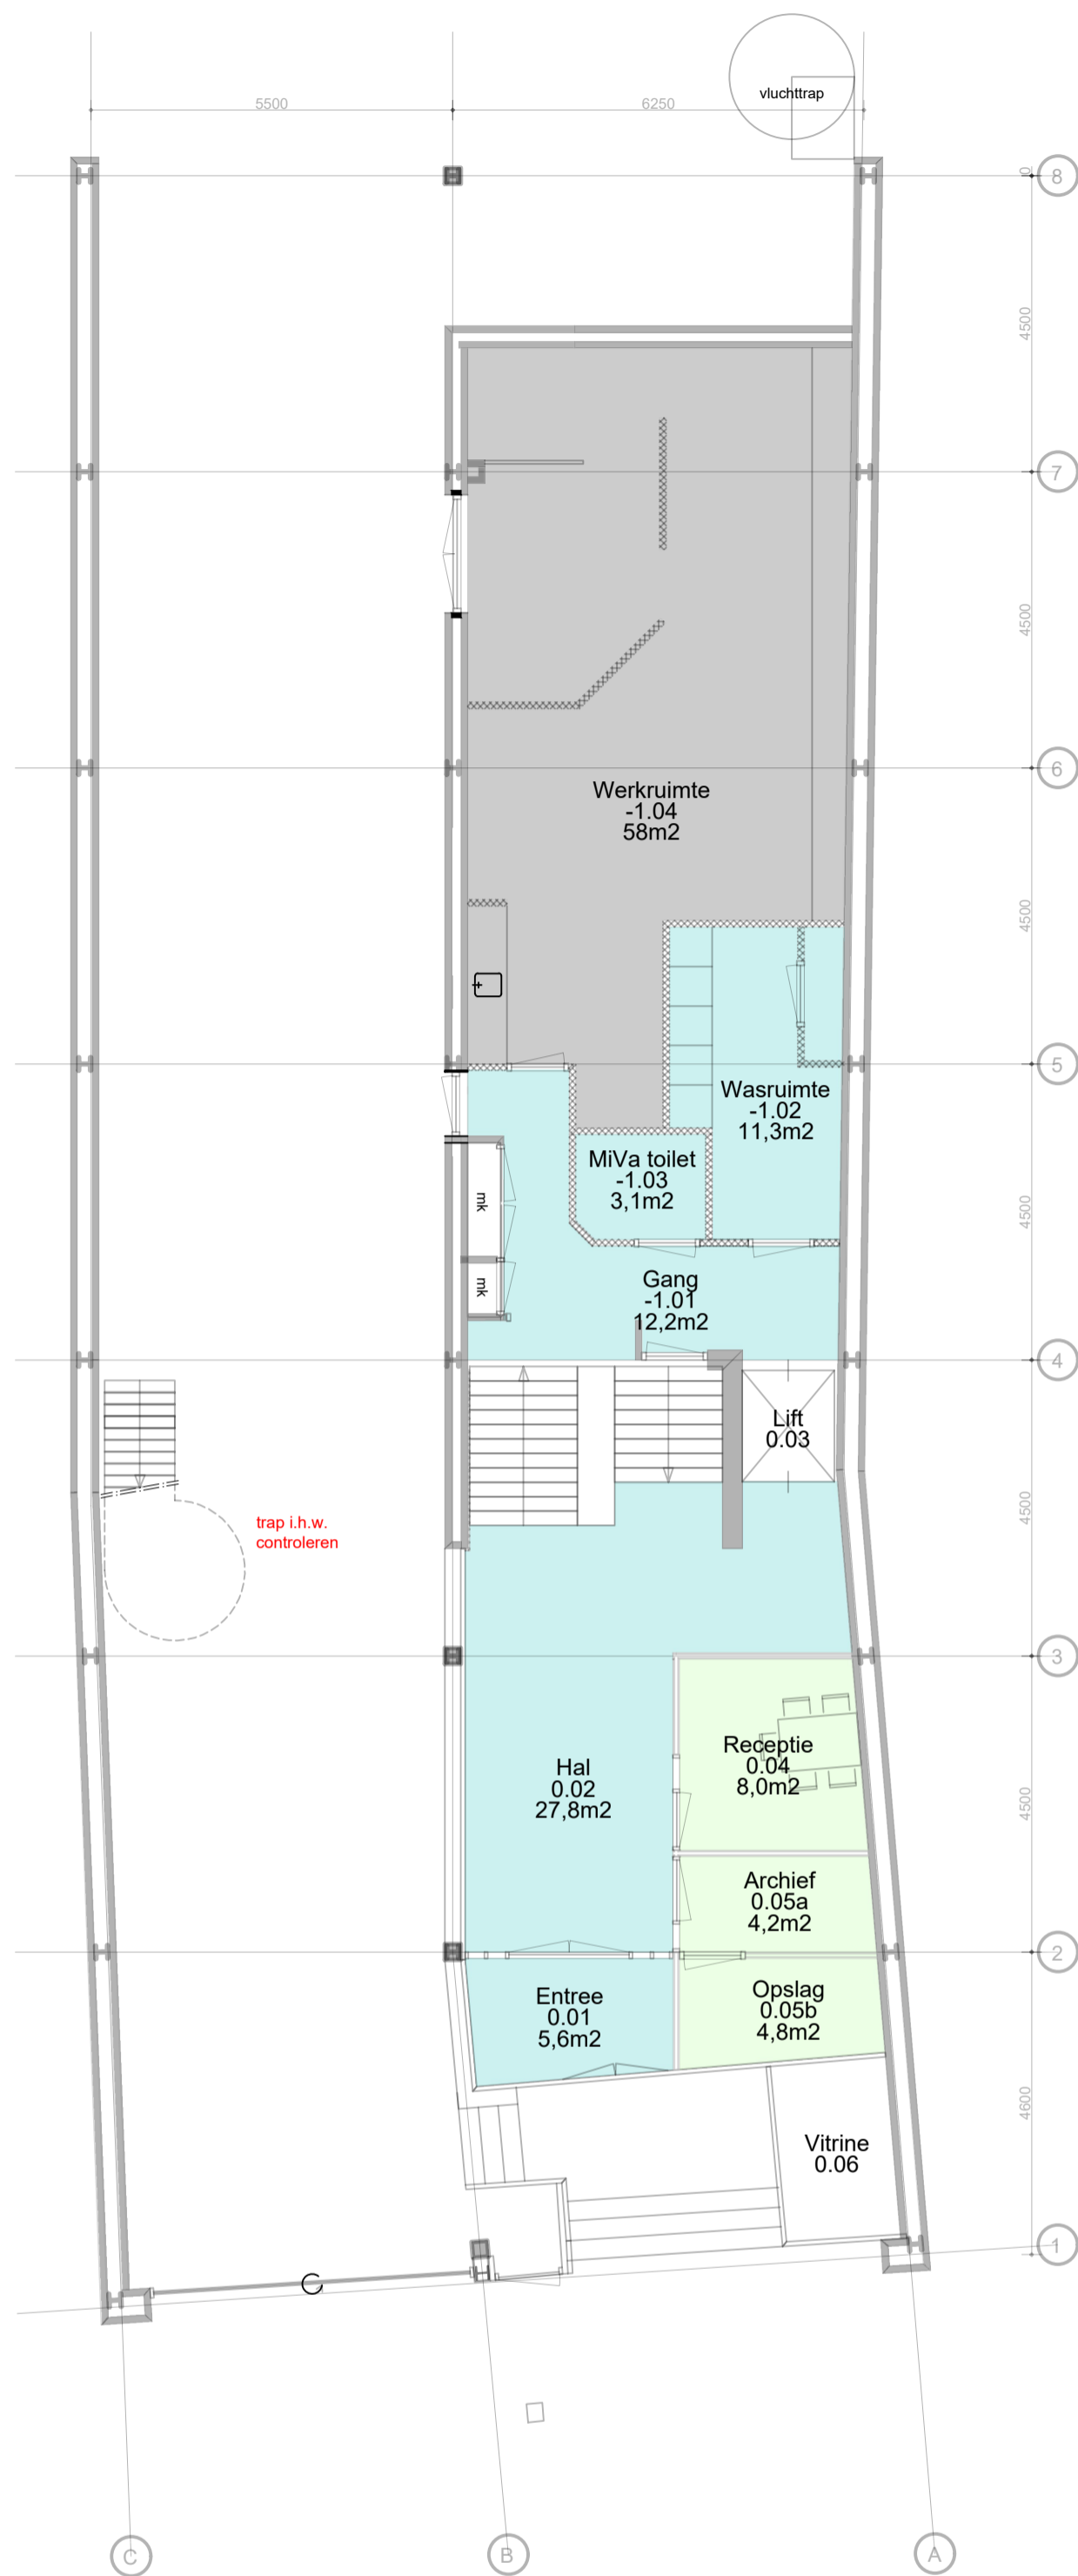 vluchttrap
5500
6250
0
8
4500
7
4500
6
Werkruimte
-1.04
58m2
4500
5
Wasruimte
-1.02
11,3m2
MiVa toilet
-1.03
3,1m2
mk
4500
mk
Gang
-1.01
12,2m2
4
Lift
0.03
4500
trap i.h.w.
controleren
3
Receptie
0.04
8,0m2
Hal
0.02
27,8m2
4500
Archief
0.05a
4,2m2
2
Opslag
0.05b
4,8m2
Entree
0.01
5,6m2
4600
Vitrine
0.06
1
C
B
A